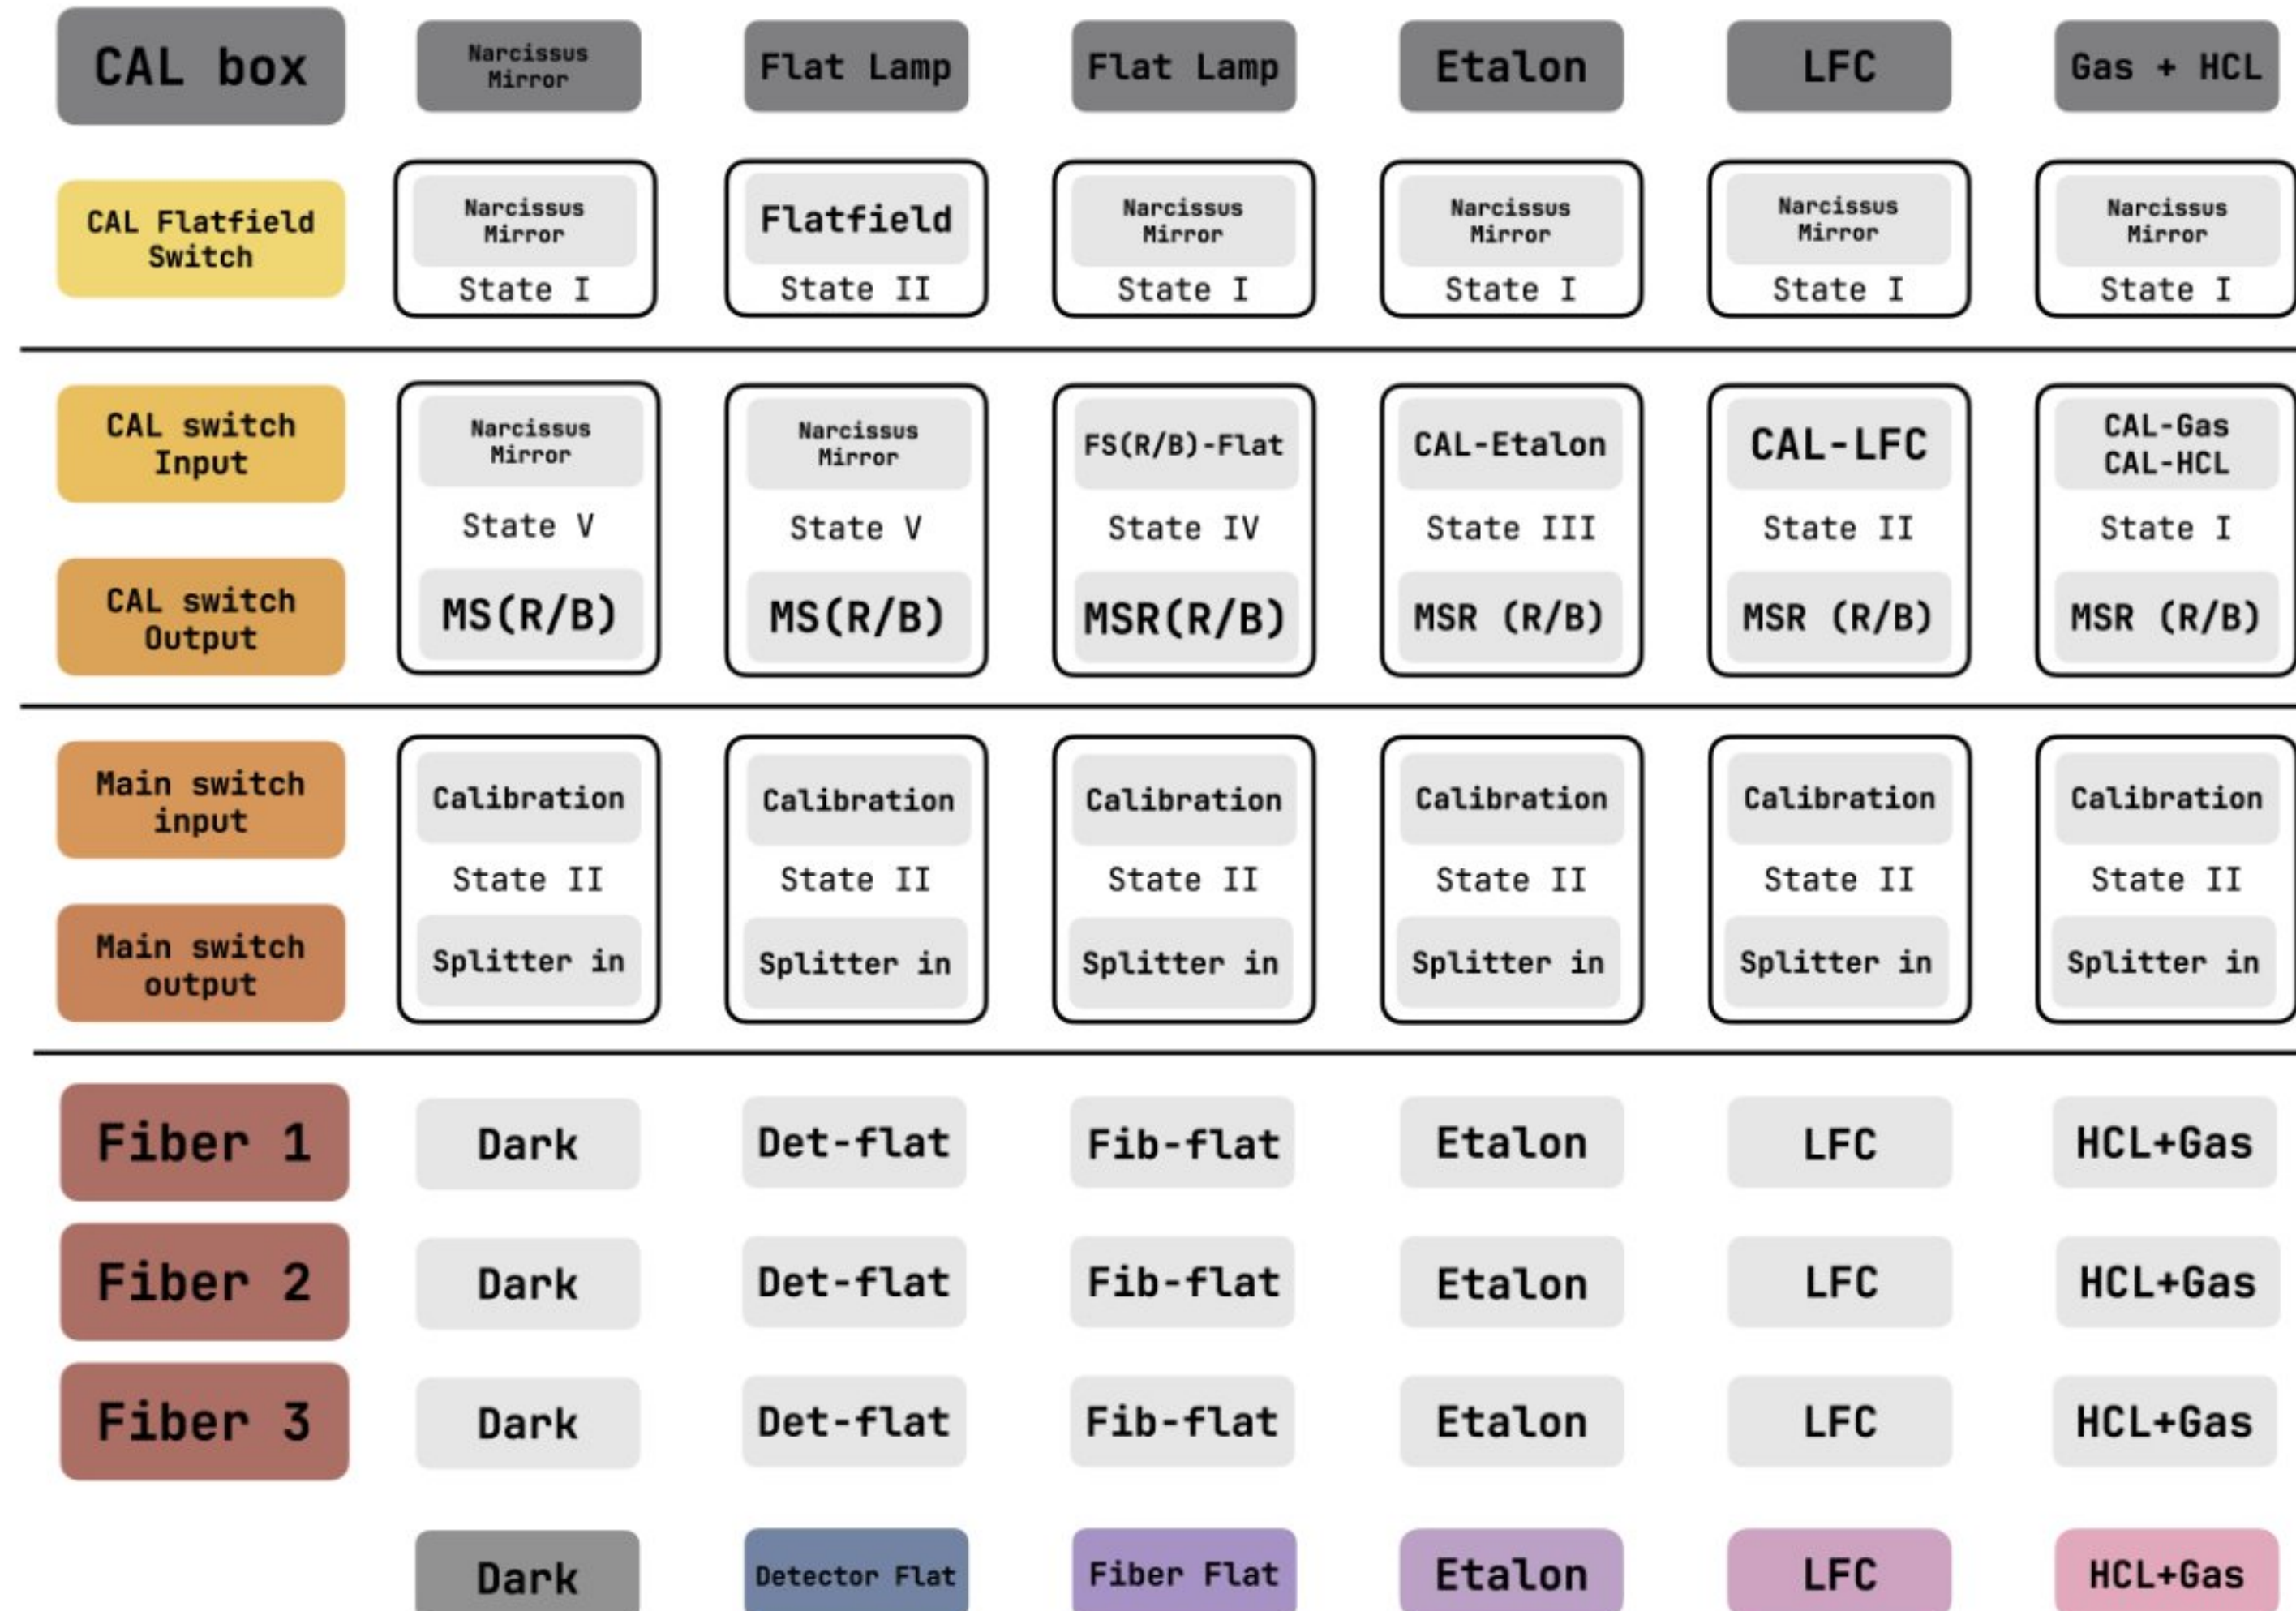 CAL box
Narcissus
Mirror
Flat Lamp
Flat Lamp
Etalon
LFC
Gas + HCL
CAL Flatfield
Switch
Narcissus
Mirror
State I
Flatfield
State II
Narcissus
Mirror
State I
Narcissus
Mirror
State I
Narcissus
Mirror
State I
Narcissus
Mirror
State I
CAL switch
Input
CAL switch
Output
Narcissus
Mirror
State V
MS(R/B)
Narcissus
Mirror
State V
MS(R/B)
FS(R/B)-Flat
State IV
MSR(R/B)
CAL-Etalon
State III
MSR (R/B)
CAL-LFC
State II
MSR (R/B)
CAL-Gas
CAL-HCL
State I
MSR (R/B)
Main switch
input
Main switch
output
Calibration
State II
Splitter in
Calibration
State II
Splitter in
Calibration
State II
Splitter in
Calibration
State II
Splitter in
Calibration
State II
Splitter in
Calibration
State II
Splitter in
Fiber 1
Dark
Det-flat
Fib-flat
Etalon
LFC
HCL+Gas
Fiber 2
Dark
Det-flat
Fib-flat
Etalon
LFC
HCL+Gas
Fiber 3
Dark
Det-flat
Fib-flat
Etalon
LFC
HCL+Gas
Dark
Detector Flat
Fiber Flat
Etalon
LFC
HCL+Gas